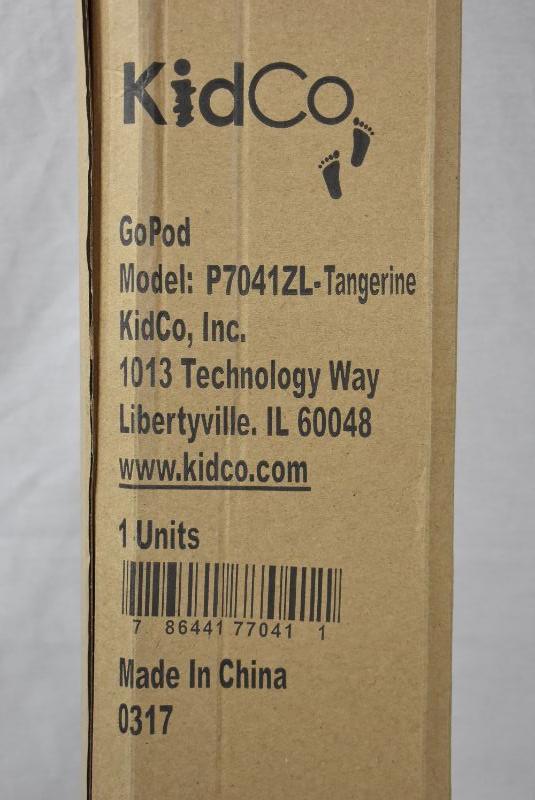 KidCo
GoPod
Model: P7041ZL-Tangerine
KidCo, Inc.
1013 Technology Way
Libertyville. IL 60048
www.kidco.com
1 Units
7 86441 77041 1
Made In China
0317